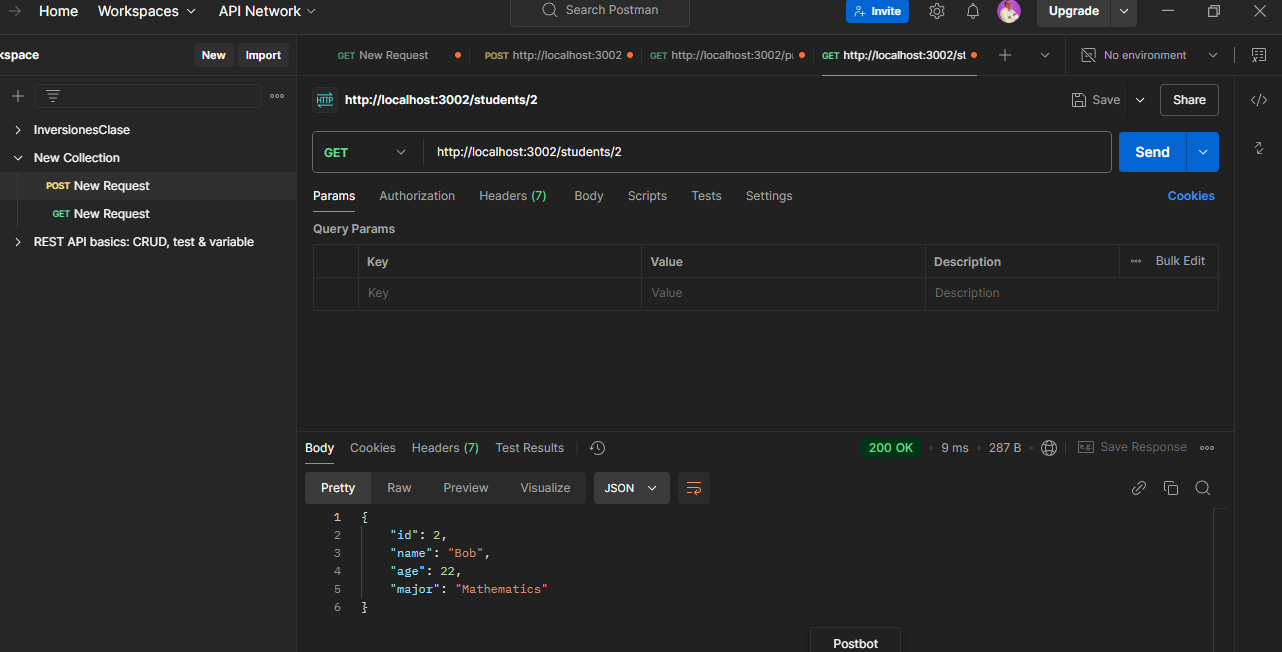 Home Workspaces API Network Search Postman Invite Upgrade
kspace New Import GET New Request POST http://localhost:3002 GET http://localhost:3002/pr GET http://localhost:3002/st No environment
HTTP http://localhost:3002/students/2 Save Share
InversionesClase
New Collection
POST New Request
GET New Request
REST API basics: CRUD, test & variable
GET http://localhost:3002/students/2 Send
Params Authorization Headers (7) Body Scripts Tests Settings Cookies
Query Params
Key Value Description Bulk Edit
Key Value Description
Body Cookies Headers (7) Test Results 200 OK 9 ms 287 B e.g. Save Response
Pretty Raw Preview Visualize JSON
1 {
2 "id": 2,
3 "name": "Bob",
4 "age": 22,
5 "major": "Mathematics"
6 }
Postbot